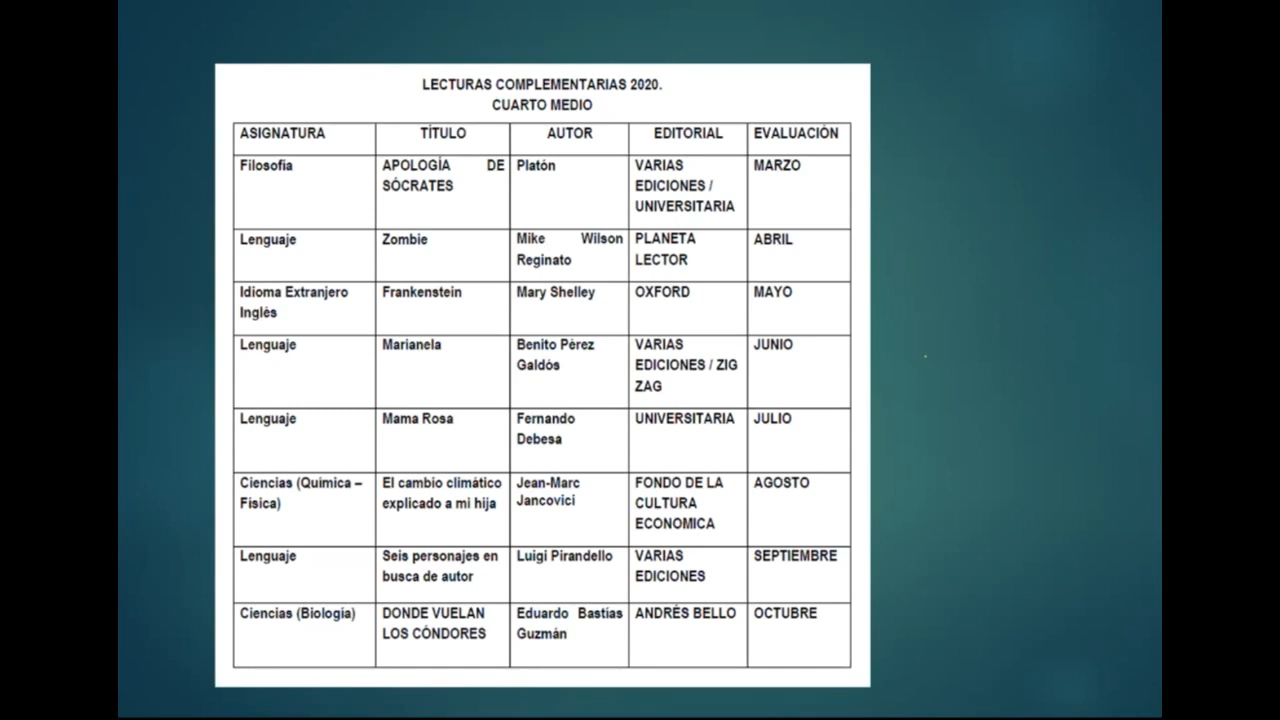 LECTURAS COMPLEMENTARIAS 2020.
CUARTO MEDIO
ASIGNATURA TÍTULO AUTOR EDITORIAL EVALUACIÓN
Filosofía APOLOGÍA DE Platón VARIAS MARZO
SÓCRATES EDICIONES /
UNIVERSITARIA
Lenguaje Zombie Mike Wilson PLANETA ABRIL
Reginato LECTOR
Idioma Extranjero Frankenstein Mary Shelley OXFORD MAYO
Inglés
Lenguaje Marianela Benito Pérez VARIAS JUNIO
Galdós EDICIONES / ZIG
ZAG
Lenguaje Mama Rosa Fernando UNIVERSITARIA JULIO
Debesa
Ciencias (Química – El cambio climático Jean-Marc FONDO DE LA AGOSTO
Física) explicado a mi hija Jancovici CULTURA
ECONOMICA
Lenguaje Seis personajes en Luigi Pirandello VARIAS SEPTIEMBRE
busca de autor EDICIONES
Ciencias (Biología) DONDE VUELAN Eduardo Bastías ANDRÉS BELLO OCTUBRE
LOS CÓNDORES Guzmán